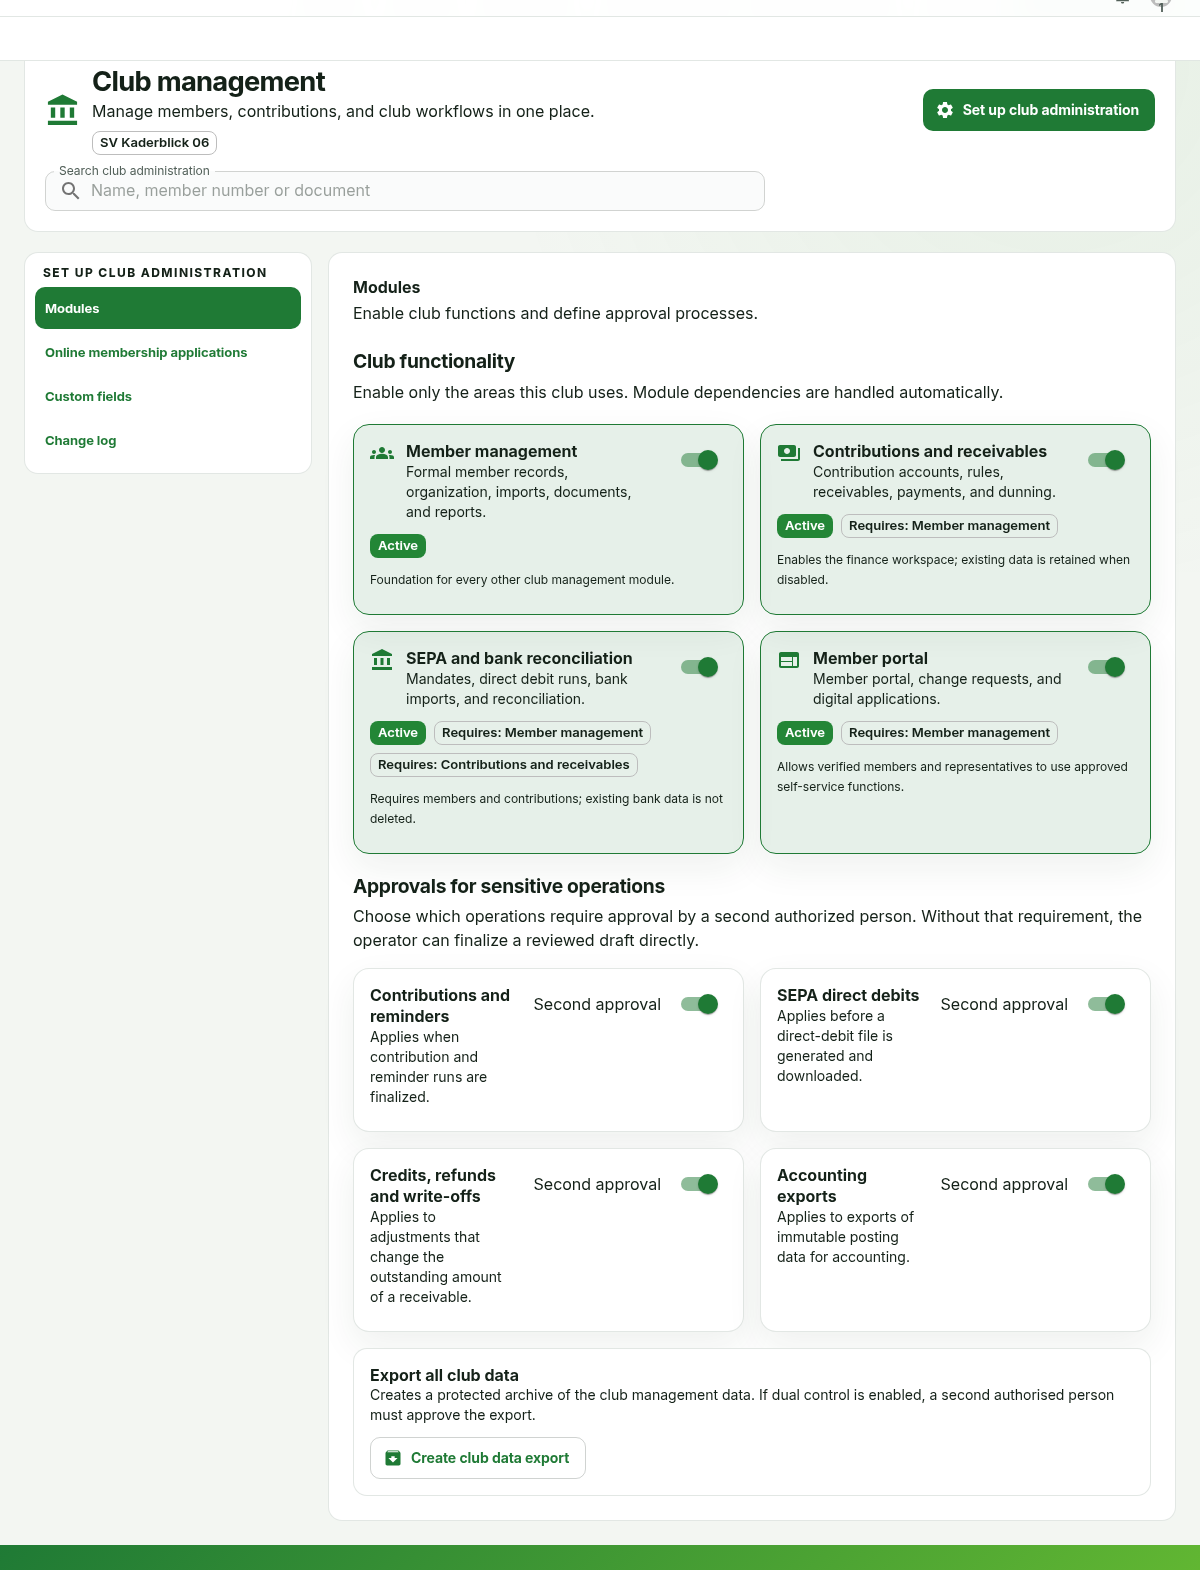 Club management
Manage members, contributions, and club workflows in one place.
SV Kaderblick 06
Set up club administration
Search club administration
Name, member number or document
SET UP CLUB ADMINISTRATION
Modules
Online membership applications
Custom fields
Change log
Modules
Enable club functions and define approval processes.
Club functionality
Enable only the areas this club uses. Module dependencies are handled automatically.
Member management
Formal member records,
organization, imports, documents,
and reports.
Active
Foundation for every other club management module.
Contributions and receivables
Contribution accounts, rules,
receivables, payments, and dunning.
Active
Requires: Member management
Enables the finance workspace; existing data is retained when
disabled.
SEPA and bank reconciliation
Mandates, direct debit runs, bank
imports, and reconciliation.
Active
Requires: Member management
Requires: Contributions and receivables
Requires members and contributions; existing bank data is not
deleted.
Member portal
Member portal, change requests, and
digital applications.
Active
Requires: Member management
Allows verified members and representatives to use approved
self-service functions.
Approvals for sensitive operations
Choose which operations require approval by a second authorized person. Without that requirement, the
operator can finalize a reviewed draft directly.
Contributions and
reminders
Applies when
contribution and
reminder runs are
finalized.
Second approval
SEPA direct debits
Applies before a
direct-debit file is
generated and
downloaded.
Second approval
Credits, refunds
and write-offs
Applies to
adjustments that
change the
outstanding amount
of a receivable.
Second approval
Accounting
exports
Applies to exports of
immutable posting
data for accounting.
Second approval
Export all club data
Creates a protected archive of the club management data. If dual control is enabled, a second authorised person
must approve the export.
Create club data export